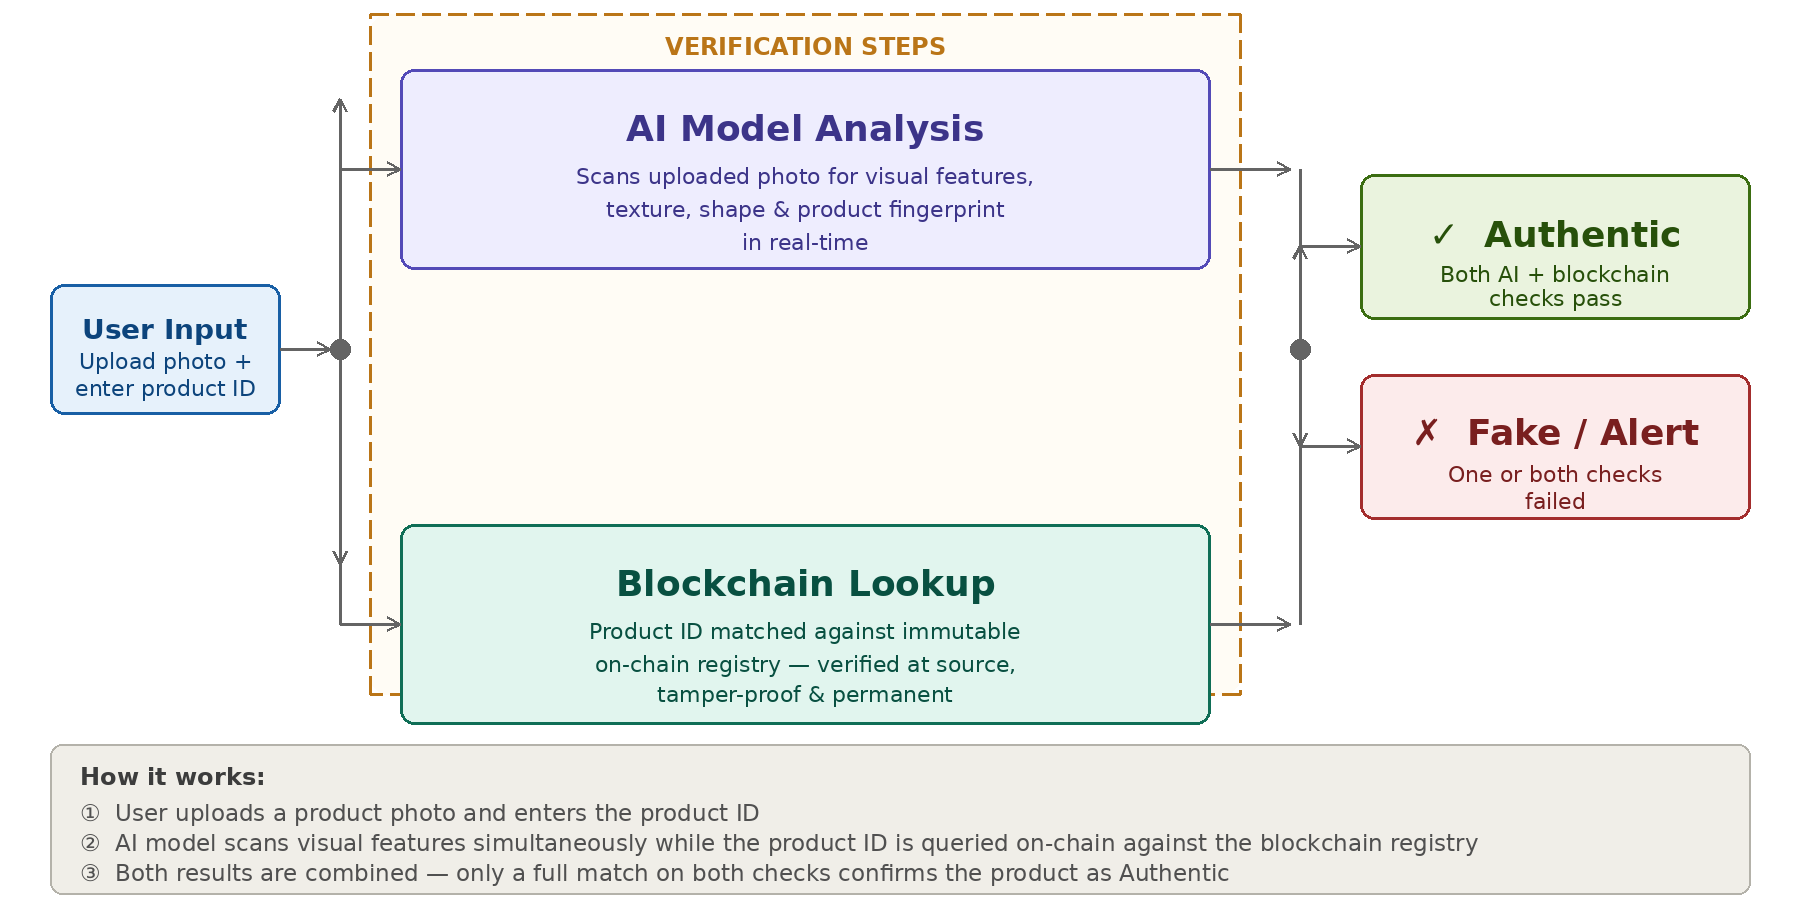 VERIFICATION STEPS
AI Model Analysis
Scans uploaded photo for visual features,
texture, shape & product fingerprint
in real-time
User Input
Upload photo +
enter product ID
✓ Authentic
Both AI + blockchain
checks pass
✗ Fake / Alert
One or both checks
failed
Blockchain Lookup
Product ID matched against immutable
on-chain registry — verified at source,
tamper-proof & permanent
How it works:
① User uploads a product photo and enters the product ID
② AI model scans visual features simultaneously while the product ID is queried on-chain against the blockchain registry
③ Both results are combined — only a full match on both checks confirms the product as Authentic